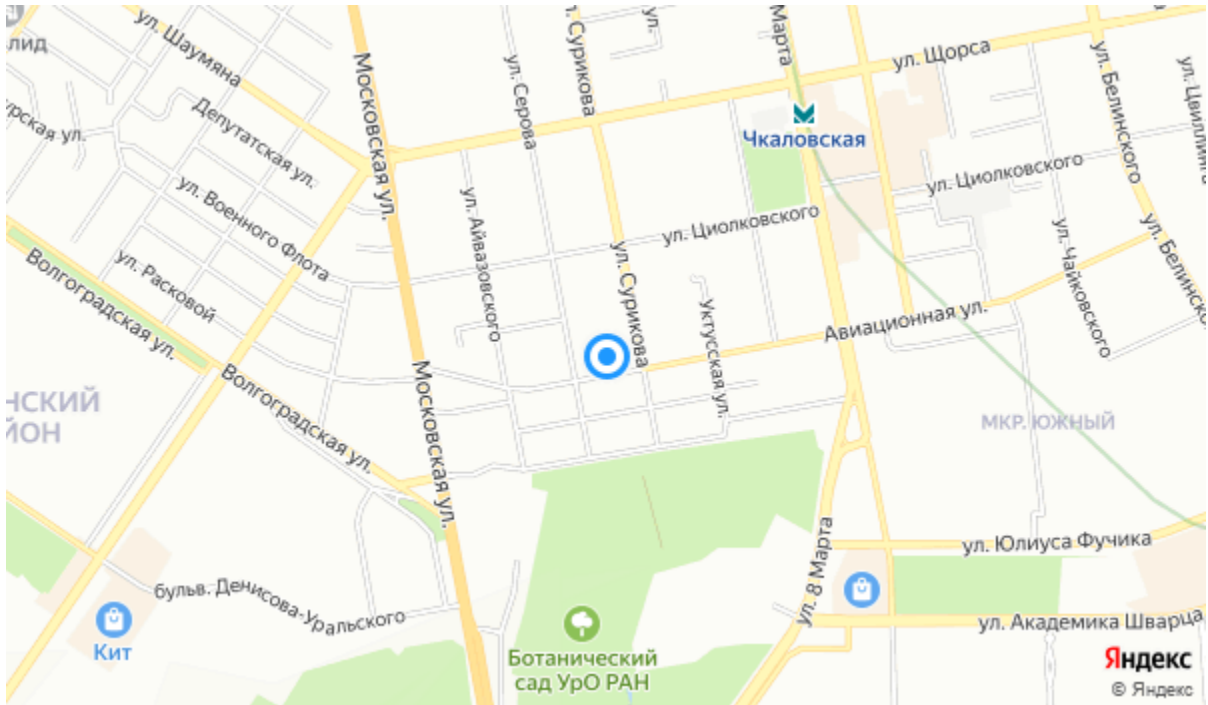 лид
ул. Шаумяна
Московская ул.
ул. Серова
ул. Сурикова
ул.
Марта
ул. Щорса
ул. Белинского
ул. Цвиллинга
Чкаловская
урская ул.
Депутатская ул.
ул. Военного Флота
ул. Айвазовского
ул. Циолковского
ул. Циолковского
ул. Чайковского
ул. Белинского
Волгоградская ул.
ул. Расковой
ул. Сурикова
Уктусская ул.
Авиационная ул.
Волгоградская ул.
Московская ул.
НСКИЙ
ЙОН
МКР. ЮЖНЫЙ
ул. 8 Марта
ул. Юлиуса Фучика
бульв. Денисова-Уральского
Кит
Ботанический
сад УрО РАН
ул. Академика Шварца
Яндекс
© Яндекс